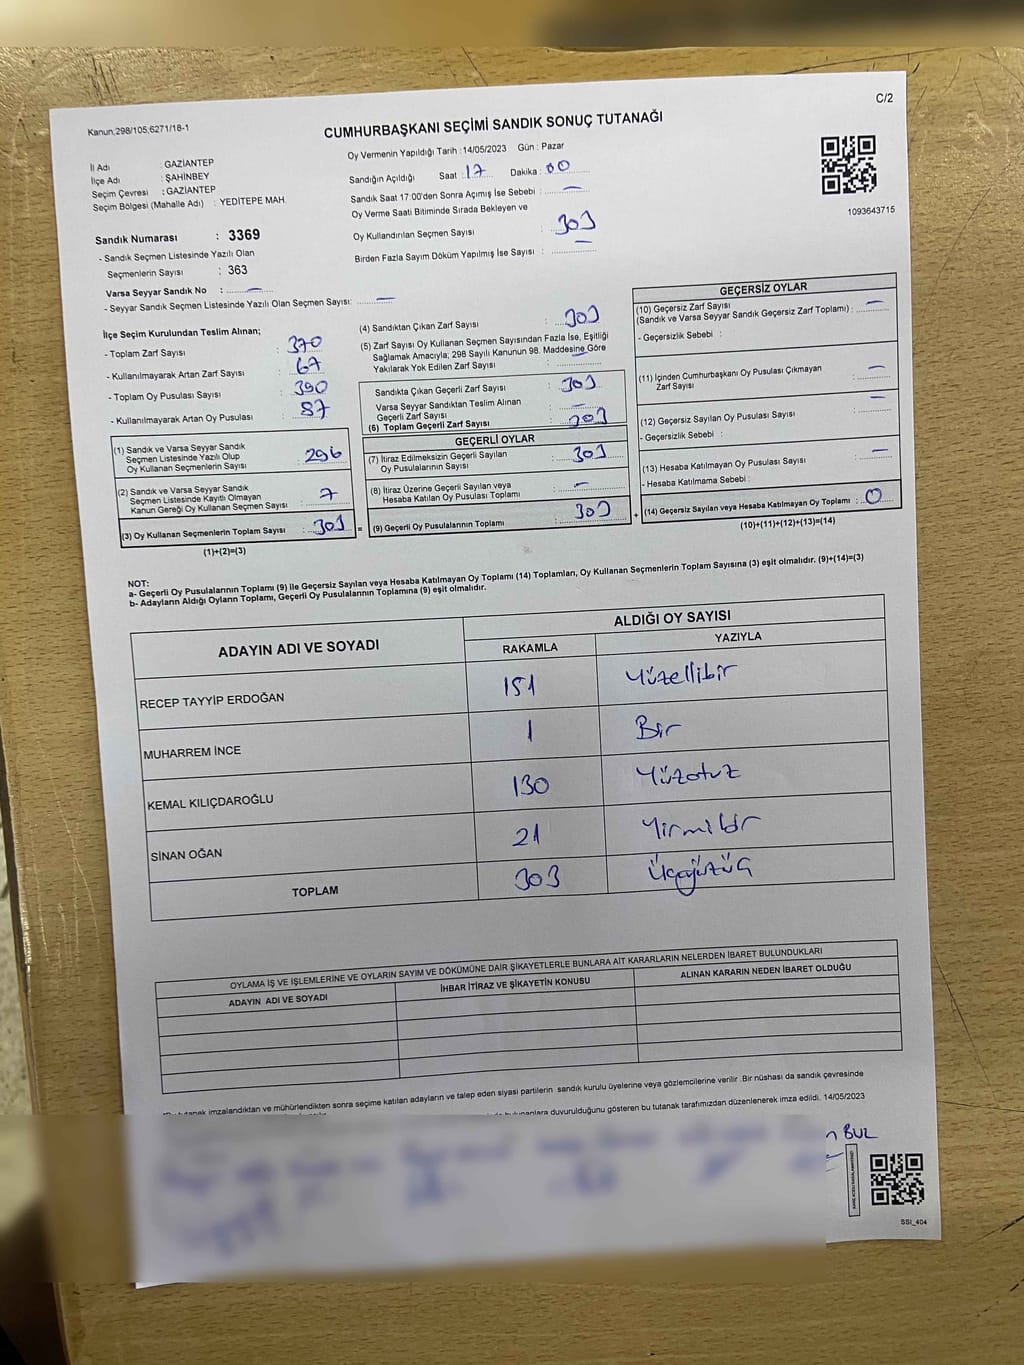 Kanun,298/105;6271/18-1
C/2
CUMHURBAŞKANI SEÇİMİ SANDIK SONUÇ TUTANAĞI
İl Adı : GAZİANTEP
İlçe Adı : ŞAHİNBEY
Seçim Çevresi : GAZİANTEP
Seçim Bölgesi (Mahalle Adı) : YEDİTEPE MAH.
Oy Vermenin Yapıldığı Tarih : 14/05/2023 Gün : Pazar
Sandığın Açıldığı Saat : 17 Dakika : 00
Sandık Saat 17:00'den Sonra Açımış İse Sebebi : —
Oy Verme Saati Bitiminde Sırada Bekleyen ve
Oy Kullandırılan Seçmen Sayısı 303
Birden Fazla Sayım Döküm Yapılmış İse Sayısı : —
1093643715
Sandık Numarası : 3369
- Sandık Seçmen Listesinde Yazılı Olan
Seçmenlerin Sayısı : 363
Varsa Seyyar Sandık No : —
- Seyyar Sandık Seçmen Listesinde Yazılı Olan Seçmen Sayısı: —
İlçe Seçim Kurulundan Teslim Alınan;
- Toplam Zarf Sayısı : 370
- Kullanılmayarak Artan Zarf Sayısı : 67
- Toplam Oy Pusulası Sayısı : 390
- Kullanılmayarak Artan Oy Pusulası : 87
(1) Sandık ve Varsa Seyyar Sandık
Seçmen Listesinde Yazılı Olup
Oy Kullanan Seçmenlerin Sayısı : 296
(2) Sandık ve Varsa Seyyar Sandık
Seçmen Listesinde Kayıtlı Olmayan
Kanun Gereği Oy Kullanan Seçmen Sayısı : 7
(3) Oy Kullanan Seçmenlerin Toplam Sayısı : 303
(1)+(2)=(3)
(4) Sandıktan Çıkan Zarf Sayısı : 303
(5) Zarf Sayısı Oy Kullanan Seçmen Sayısından Fazla İse, Eşitliği
Sağlamak Amacıyla; 298 Sayılı Kanunun 98. Maddesine Göre
Yakılarak Yok Edilen Zarf Sayısı : —
Sandıkta Çıkan Geçerli Zarf Sayısı : 303
Varsa Seyyar Sandıktan Teslim Alınan
Geçerli Zarf Sayısı : —
(6) Toplam Geçerli Zarf Sayısı : 303
GEÇERLİ OYLAR
(7) İtiraz Edilmeksizin Geçerli Sayılan
Oy Pusulalarının Sayısı : 303
(8) İtiraz Üzerine Geçerli Sayılan veya
Hesaba Katılan Oy Pusulası Toplamı : —
= (9) Geçerli Oy Pusulalarının Toplamı : 303
GEÇERSİZ OYLAR
(10) Geçersiz Zarf Sayısı
(Sandık ve Varsa Seyyar Sandık Geçersiz Zarf Toplamı) : —
- Geçersizlik Sebebi :
(11) İçinden Cumhurbaşkanı Oy Pusulası Çıkmayan
Zarf Sayısı : —
(12) Geçersiz Sayılan Oy Pusulası Sayısı : —
- Geçersizlik Sebebi :
(13) Hesaba Katılmayan Oy Pusulası Sayısı : —
- Hesaba Katılmama Sebebi :
+ (14) Geçersiz Sayılan veya Hesaba Katılmayan Oy Toplamı : 0
(10)+(11)+(12)+(13)=(14)
NOT:
a- Geçerli Oy Pusulalarının Toplamı (9) ile Geçersiz Sayılan veya Hesaba Katılmayan Oy Toplamı (14) Toplamları, Oy Kullanan Seçmenlerin Toplam Sayısına (3) eşit olmalıdır. (9)+(14)=(3)
b- Adayların Aldığı Oyların Toplamı, Geçerli Oy Pusulalarının Toplamına (9) eşit olmalıdır.
ADAYIN ADI VE SOYADI
ALDIĞI OY SAYISI
RAKAMLA YAZIYLA
RECEP TAYYİP ERDOĞAN 151 Yüzellibir
MUHARREM İNCE 1 Bir
KEMAL KILIÇDAROĞLU 130 Yüzotuz
SİNAN OĞAN 21 Yirmibir
TOPLAM 303 Üçyüzüç
OYLAMA İŞ VE İŞLEMLERİNE VE OYLARIN SAYIM VE DÖKÜMÜNE DAİR ŞİKAYETLERLE BUNLARA AİT KARARLARIN NELERDEN İBARET BULUNDUKLARI
ADAYIN ADI VE SOYADI İHBAR İTİRAZ VE ŞİKAYETİN KONUSU ALINAN KARARIN NEDEN İBARET OLDUĞU
tutanak imzalandıktan ve mühürlendikten sonra seçime katılan adayların ve talep eden siyasi partilerin sandık kurulu üyelerine veya gözlemcilerine verilir .Bir nüshası da sandık çevresinde
bulunanlara duyurulduğunu gösteren bu tutanak tarafımızdan düzenlenerek imza edildi. 14/05/2023
BUL
SSI_404